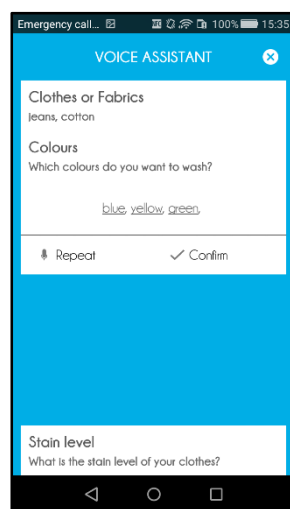 Emergency call... 100% 15:35
VOICE ASSISTANT
Clothes or Fabrics
jeans, cotton
Colours
Which colours do you want to wash?
blue, yellow, green,
Repeat Confirm
Stain level
What is the stain level of your clothes?